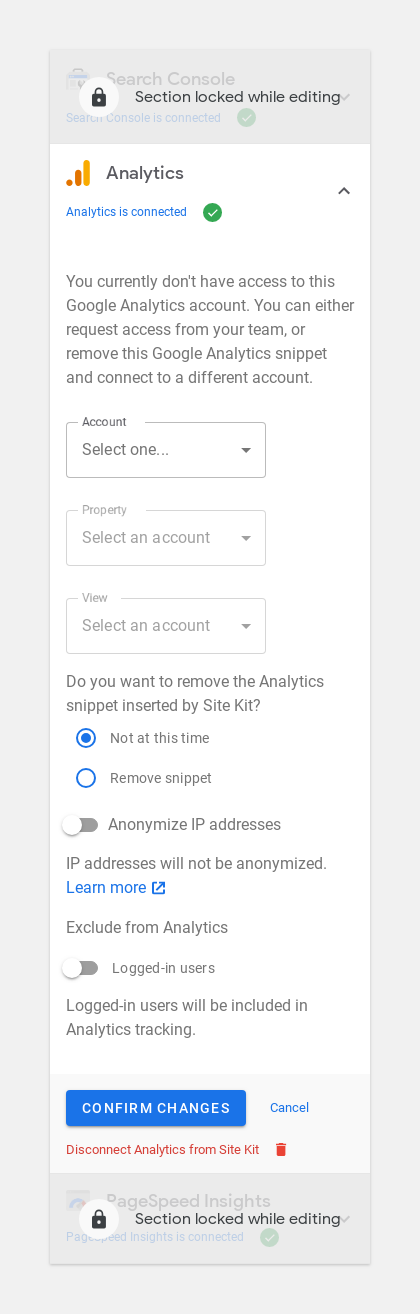 Search Console
Section locked while editing
Search Console is connected
Analytics
Analytics is connected
You currently don't have access to this
Google Analytics account. You can either
request access from your team, or
remove this Google Analytics snippet
and connect to a different account.
Account
Select one...
Property
Select an account
View
Select an account
Do you want to remove the Analytics
snippet inserted by Site Kit?
Not at this time
Remove snippet
Anonymize IP addresses
IP addresses will not be anonymized.
Learn more
Exclude from Analytics
Logged-in users
Logged-in users will be included in
Analytics tracking.
CONFIRM CHANGES Cancel
Disconnect Analytics from Site Kit
PageSpeed Insights
Section locked while editing
PageSpeed Insights is connected